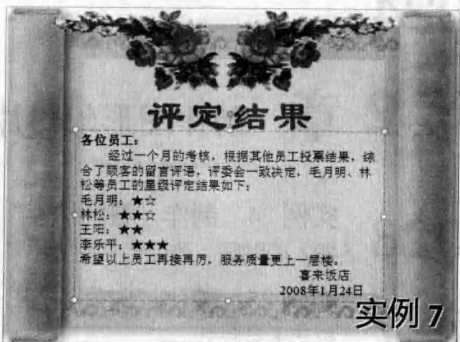 评定结果
各位员工：
经过一个月的考核，根据其他员工投票结果，综
合了顾客的留言评语，评委会一致决定，毛月明、林
松等员工的星级评定结果如下：
毛月明：★☆
林松：★★☆
王阳：★★
李乐平：★★★
希望以上员工再接再厉，服务质量更上一层楼。
喜来饭店
2008年1月24日
实例 7